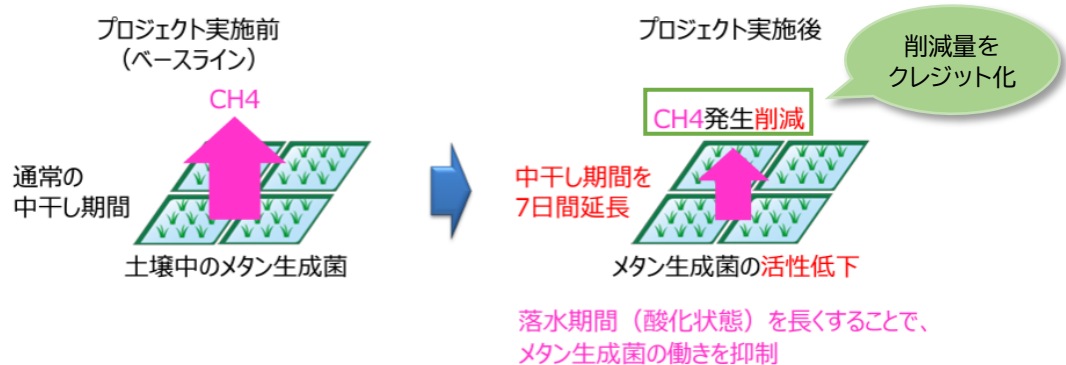 プロジェクト実施前
（ベースライン）
CH4
通常の
中干し期間
土壌中のメタン生成菌
プロジェクト実施後
削減量を
クレジット化
CH4発生削減
中干し期間を
7日間延長
メタン生成菌の活性低下
落水期間（酸化状態）を長くすることで、
メタン生成菌の働きを抑制